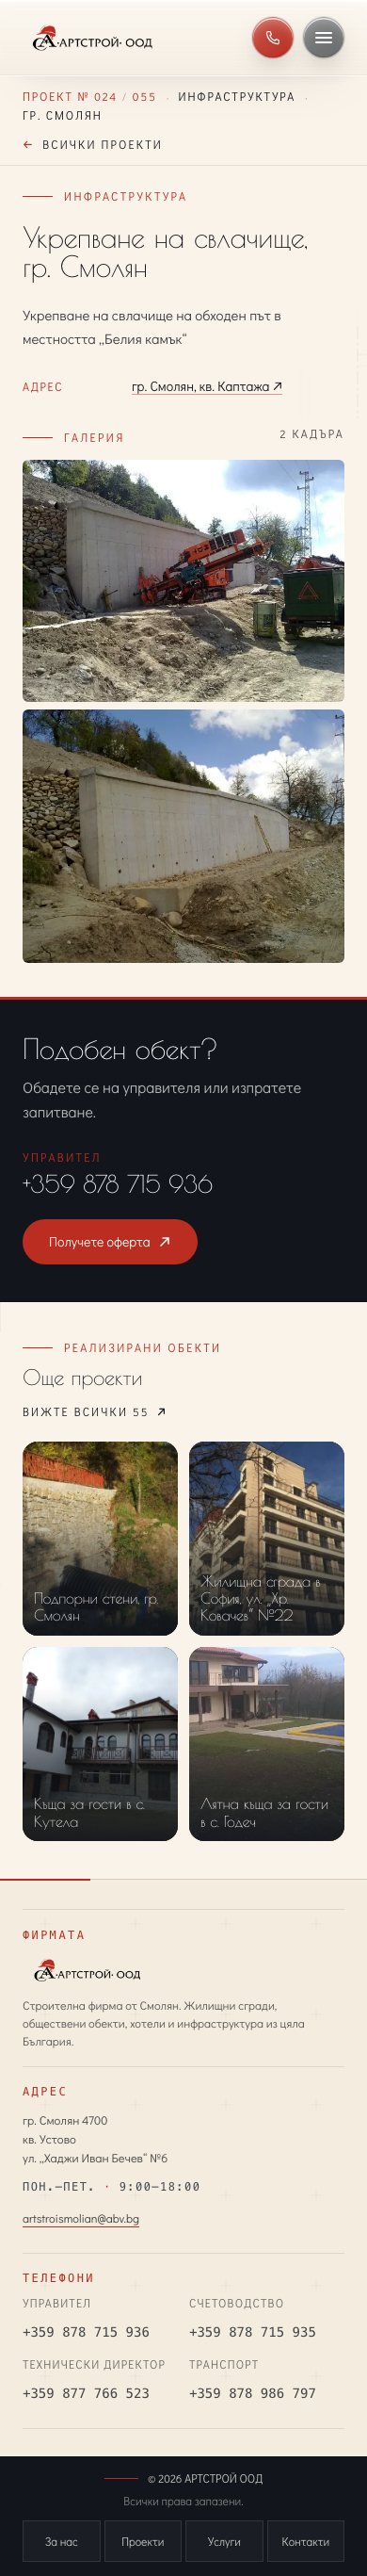 ·АРТСТРОЙ· ООД
ПРОЕКТ № 024 / 055 · ИНФРАСТРУКТУРА ·
ГР. СМОЛЯН
← ВСИЧКИ ПРОЕКТИ
ИНФРАСТРУКТУРА
Укрепване на свлачище,
гр. Смолян
Укрепване на свлачище на обходен път в
местността „Белия камък“
АДРЕС гр. Смолян, кв. Каптажа ↗
ГАЛЕРИЯ 2 КАДЪРА
Подобен обект?
Обадете се на управителя или изпратете
запитване.
УПРАВИТЕЛ
+359 878 715 936
Получете оферта ↗
РЕАЛИЗИРАНИ ОБЕКТИ
Още проекти
ВИЖТЕ ВСИЧКИ 55 ↗
Подпорни стени, гр.
Смолян
Жилищна сграда в
София, ул. „Хр.
Ковачев“ №22
Къща за гости в с.
Кутела
Лятна къща за гости
в с. Годеч
ФИРМАТА
·АРТСТРОЙ· ООД
Строителна фирма от Смолян. Жилищни сгради,
обществени обекти, хотели и инфраструктура из цяла
България.
АДРЕС
гр. Смолян 4700
кв. Устово
ул. „Хаджи Иван Бечев“ №6
ПОН.—ПЕТ. · 9:00—18:00
artstroismolian@abv.bg
ТЕЛЕФОНИ
УПРАВИТЕЛ
+359 878 715 936
СЧЕТОВОДСТВО
+359 878 715 935
ТЕХНИЧЕСКИ ДИРЕКТОР
+359 877 766 523
ТРАНСПОРТ
+359 878 986 797
© 2026 АРТСТРОЙ ООД
Всички права запазени.
За нас
Проекти
Услуги
Контакти